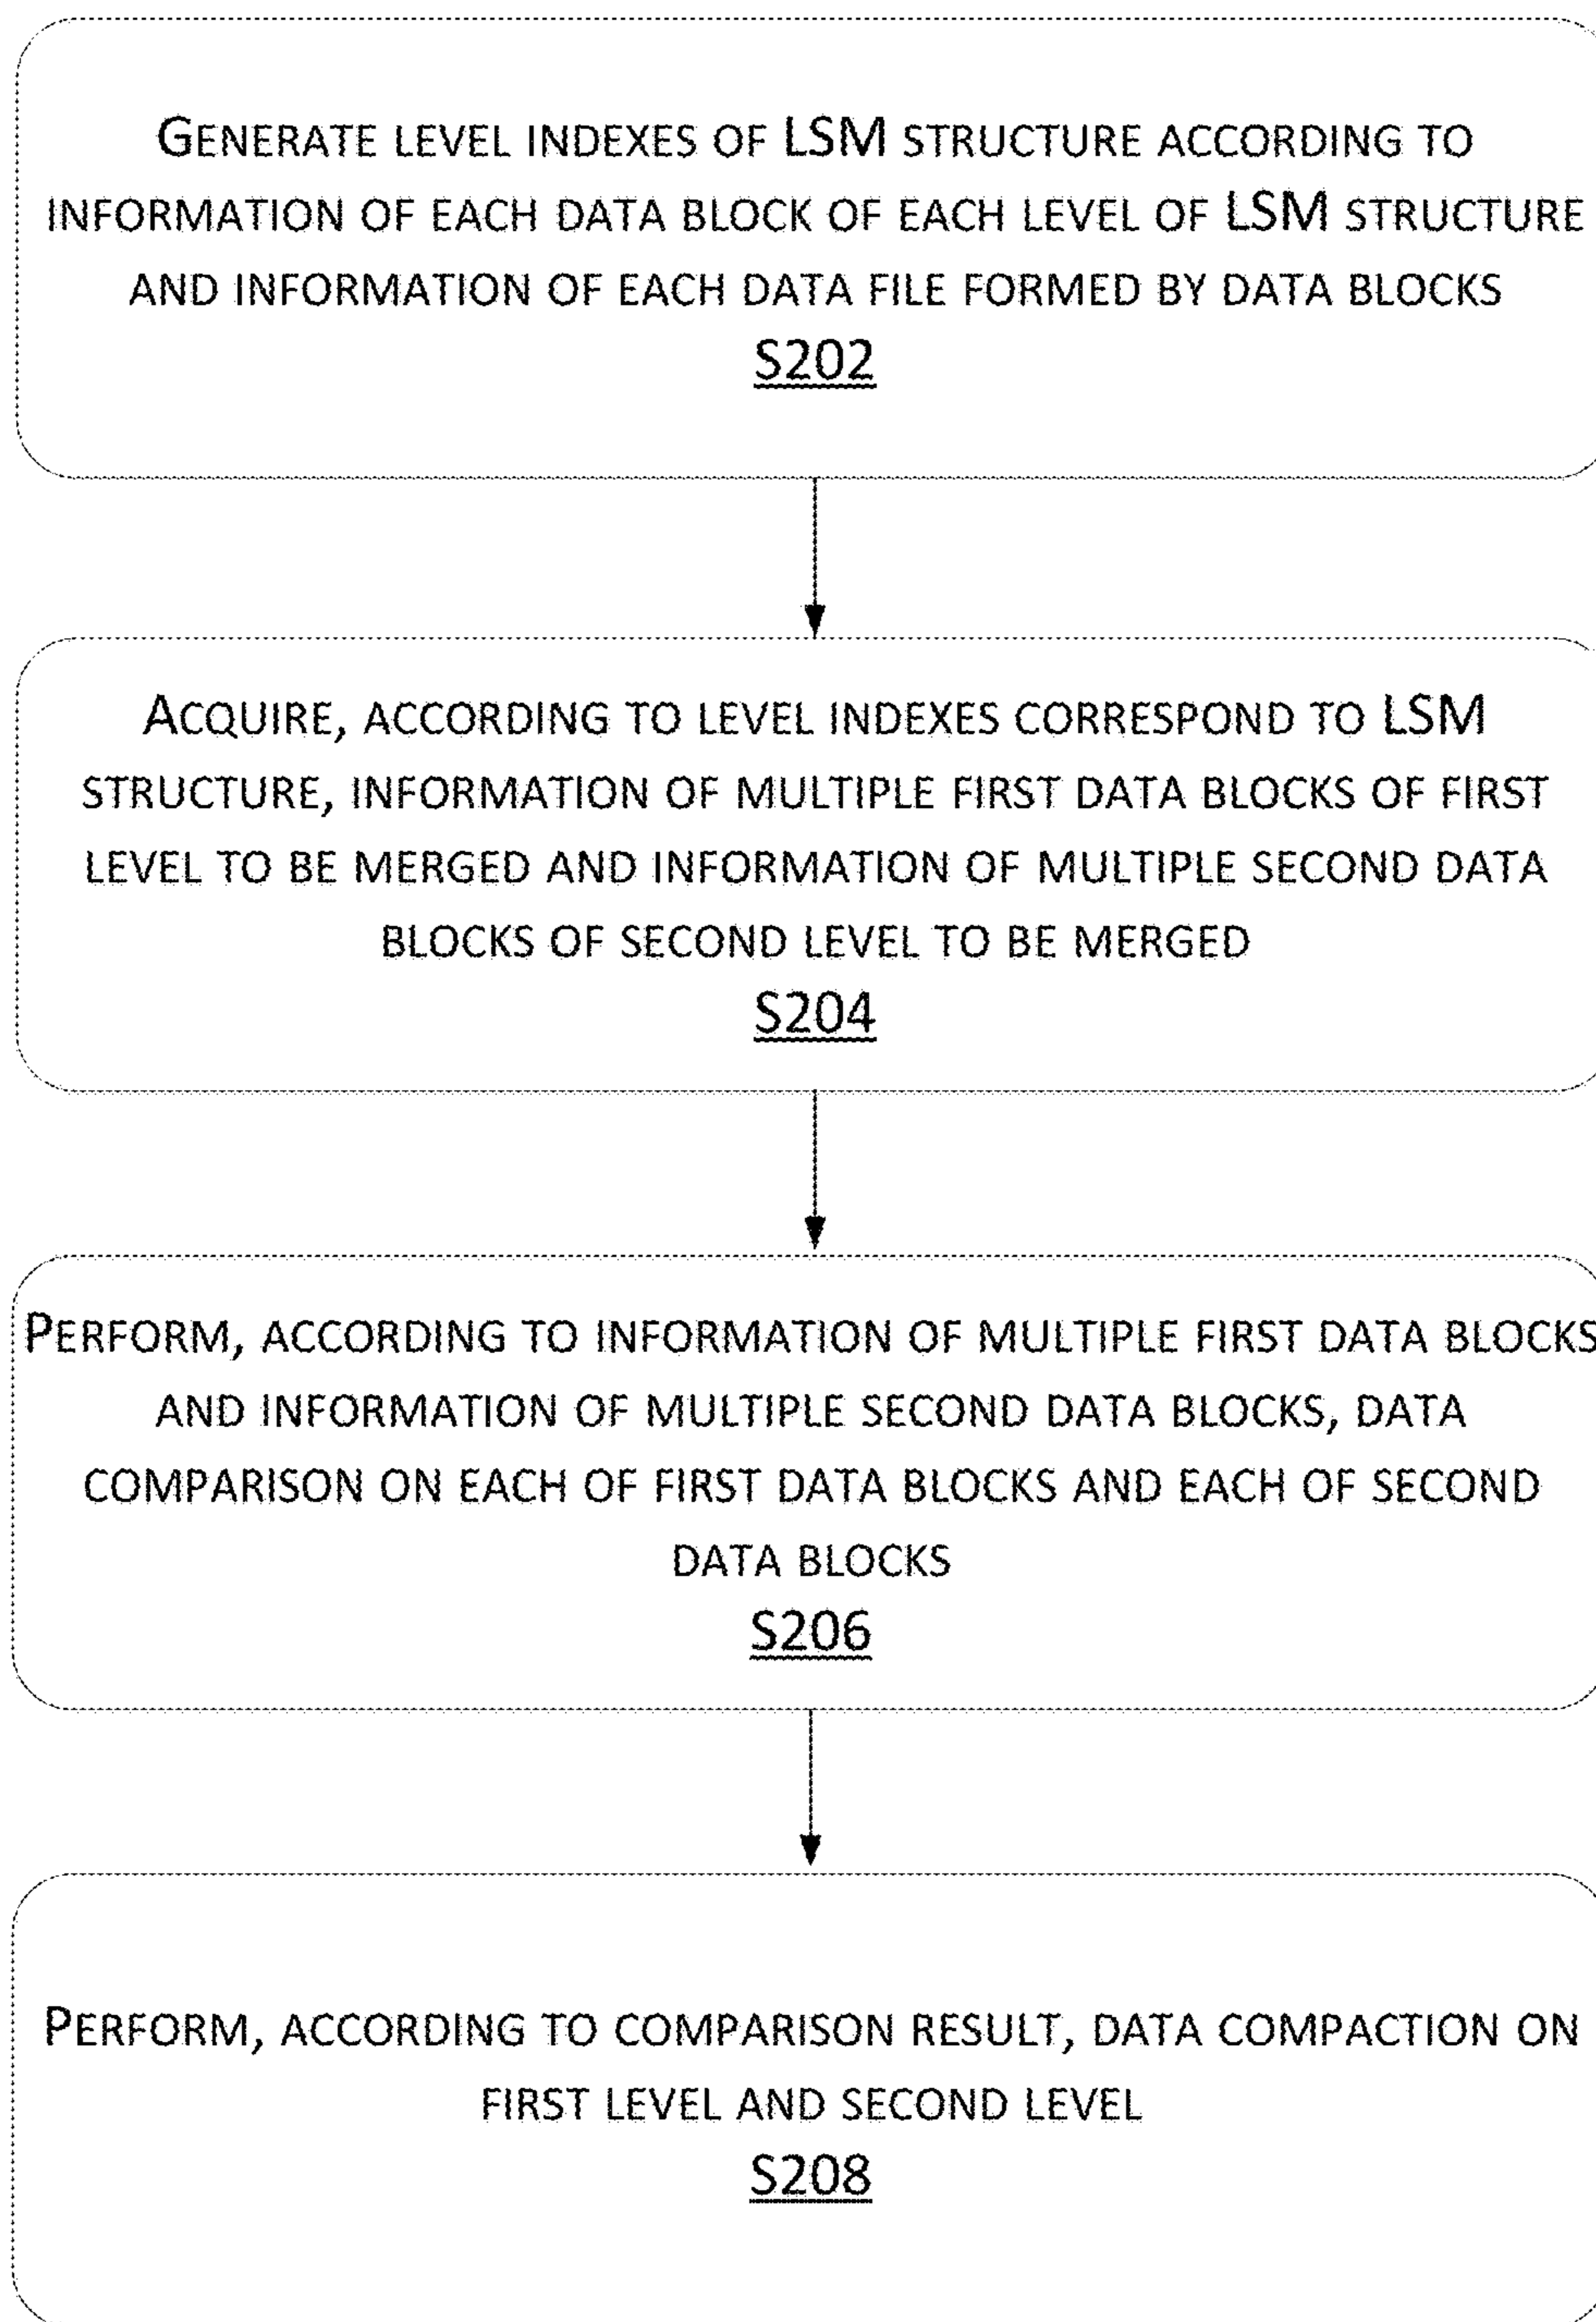 GENERATE LEVEL INDEXES OF LSM STRUCTURE ACCORDING TO
INFORMATION OF EACH DATA BLOCK OF EACH LEVEL OF LSM STRUCTURE
AND INFORMATION OF EACH DATA FILE FORMED BY DATA BLOCKS
S202
ACQUIRE, ACCORDING TO LEVEL INDEXES CORRESPOND TO LSM
STRUCTURE, INFORMATION OF MULTIPLE FIRST DATA BLOCKS OF FIRST
LEVEL TO BE MERGED AND INFORMATION OF MULTIPLE SECOND DATA
BLOCKS OF SECOND LEVEL TO BE MERGED
S204
PERFORM, ACCORDING TO INFORMATION OF MULTIPLE FIRST DATA BLOCKS
AND INFORMATION OF MULTIPLE SECOND DATA BLOCKS, DATA
COMPARISON ON EACH OF FIRST DATA BLOCKS AND EACH OF SECOND
DATA BLOCKS
S206
PERFORM, ACCORDING TO COMPARISON RESULT, DATA COMPACTION ON
FIRST LEVEL AND SECOND LEVEL
S208